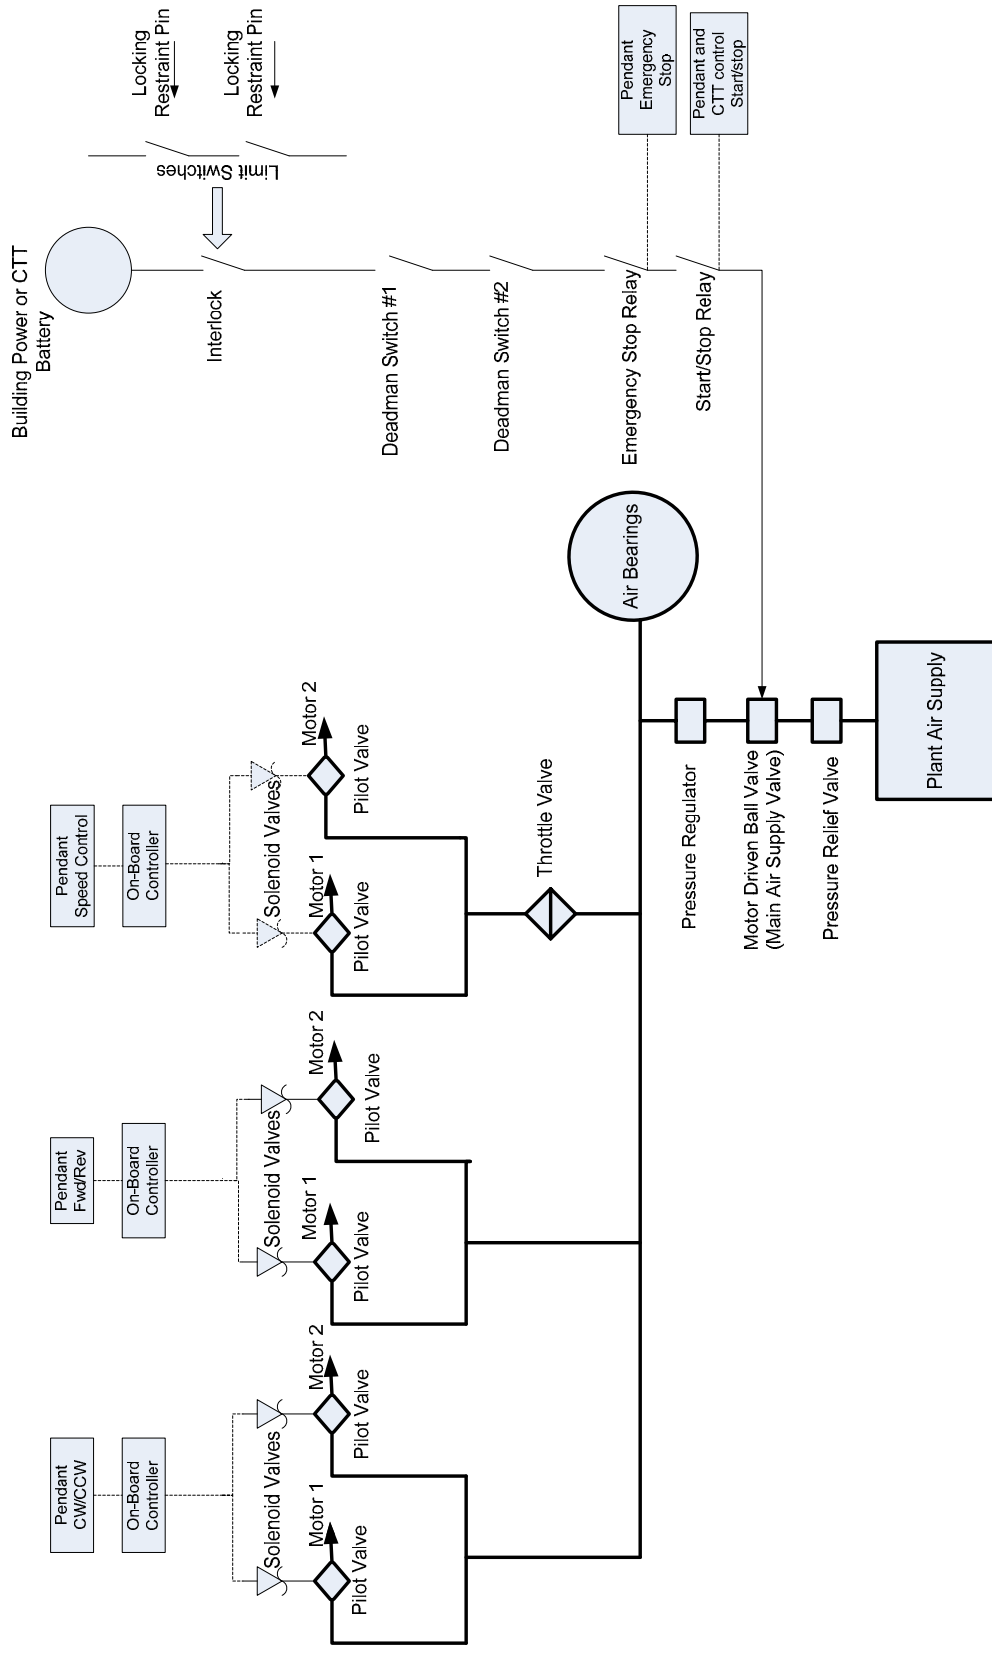 Building Power or CTT
Battery
Locking
Restraint Pin
Locking
Restraint Pin
Limit Switches
Interlock
Deadman Switch #1
Deadman Switch #2
Emergency Stop Relay
Start/Stop Relay
Pendant
Emergency
Stop
Pendant and
CTT control
Start/stop
Air Bearings
Pendant
Speed Control
On-Board
Controller
Solenoid Valves
Motor 1
Pilot Valve
Motor 2
Pilot Valve
Throttle Valve
Pendant
Fwd/Rev
On-Board
Controller
Solenoid Valves
Motor 1
Pilot Valve
Motor 2
Pilot Valve
Pendant
CW/CCW
On-Board
Controller
Solenoid Valves
Motor 1
Pilot Valve
Motor 2
Pilot Valve
Pressure Regulator
Motor Driven Ball Valve
(Main Air Supply Valve)
Pressure Relief Valve
Plant Air Supply